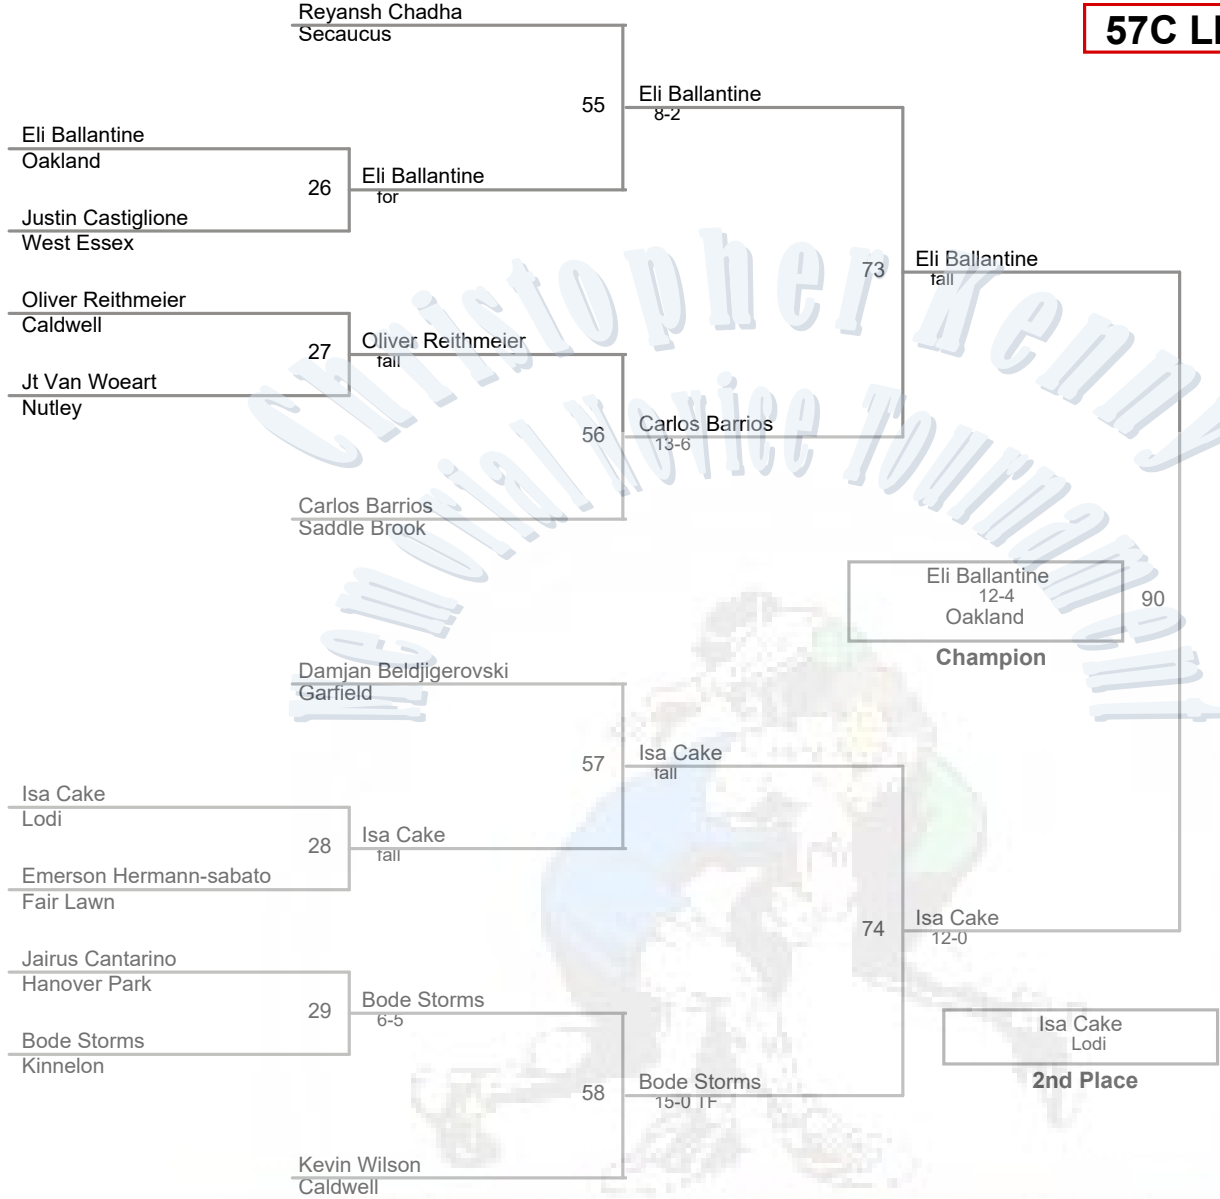 Reyansh Chadha
Secaucus
57C L
55
Eli Ballantine
8-2
Eli Ballantine
Oakland
26
Eli Ballantine
for
Justin Castiglione
West Essex
73
Eli Ballantine
fall
Oliver Reithmeier
Caldwell
27
Oliver Reithmeier
fall
Jt Van Woeart
Nutley
56
Carlos Barrios
13-6
Carlos Barrios
Saddle Brook
Christopher Kenny
Memorial Novice Tournament
Eli Ballantine
12-4
Oakland
90
Champion
Damjan Beldjigerovski
Garfield
57
Isa Cake
fall
Isa Cake
Lodi
28
Isa Cake
fall
Emerson Hermann-sabato
Fair Lawn
74
Isa Cake
12-0
Jairus Cantarino
Hanover Park
29
Bode Storms
6-5
Bode Storms
Kinnelon
Isa Cake
Lodi
2nd Place
58
Bode Storms
15-0 TF
Kevin Wilson
Caldwell